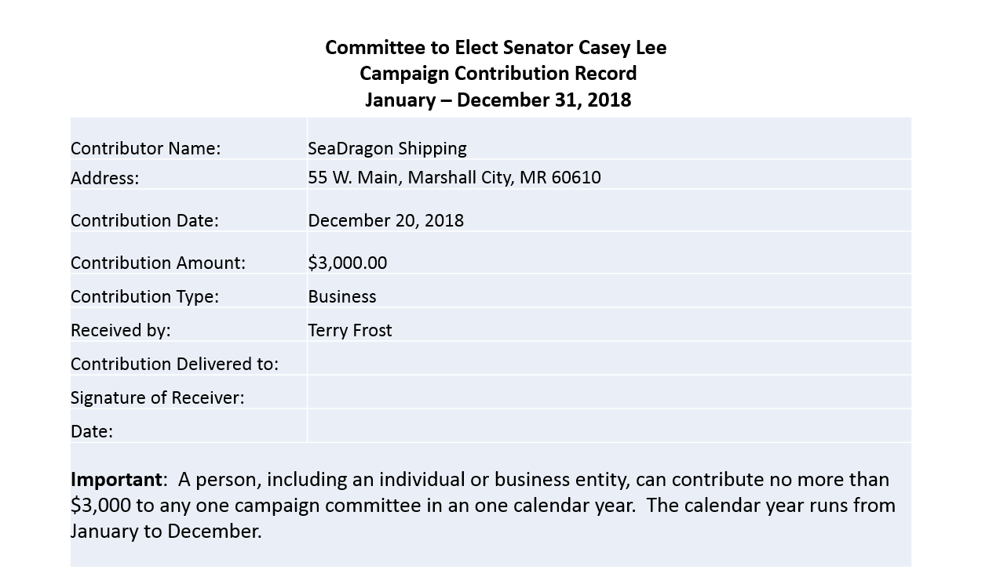 Committee to Elect Senator Casey Lee
Campaign Contribution Record
January – December 31, 2018
Contributor Name: SeaDragon Shipping
Address: 55 W. Main, Marshall City, MR 60610
Contribution Date: December 20, 2018
Contribution Amount: $3,000.00
Contribution Type: Business
Received by: Terry Frost
Contribution Delivered to:
Signature of Receiver:
Date:
Important:  A person, including an individual or business entity, can contribute no more than
$3,000 to any one campaign committee in an one calendar year.  The calendar year runs from
January to December.